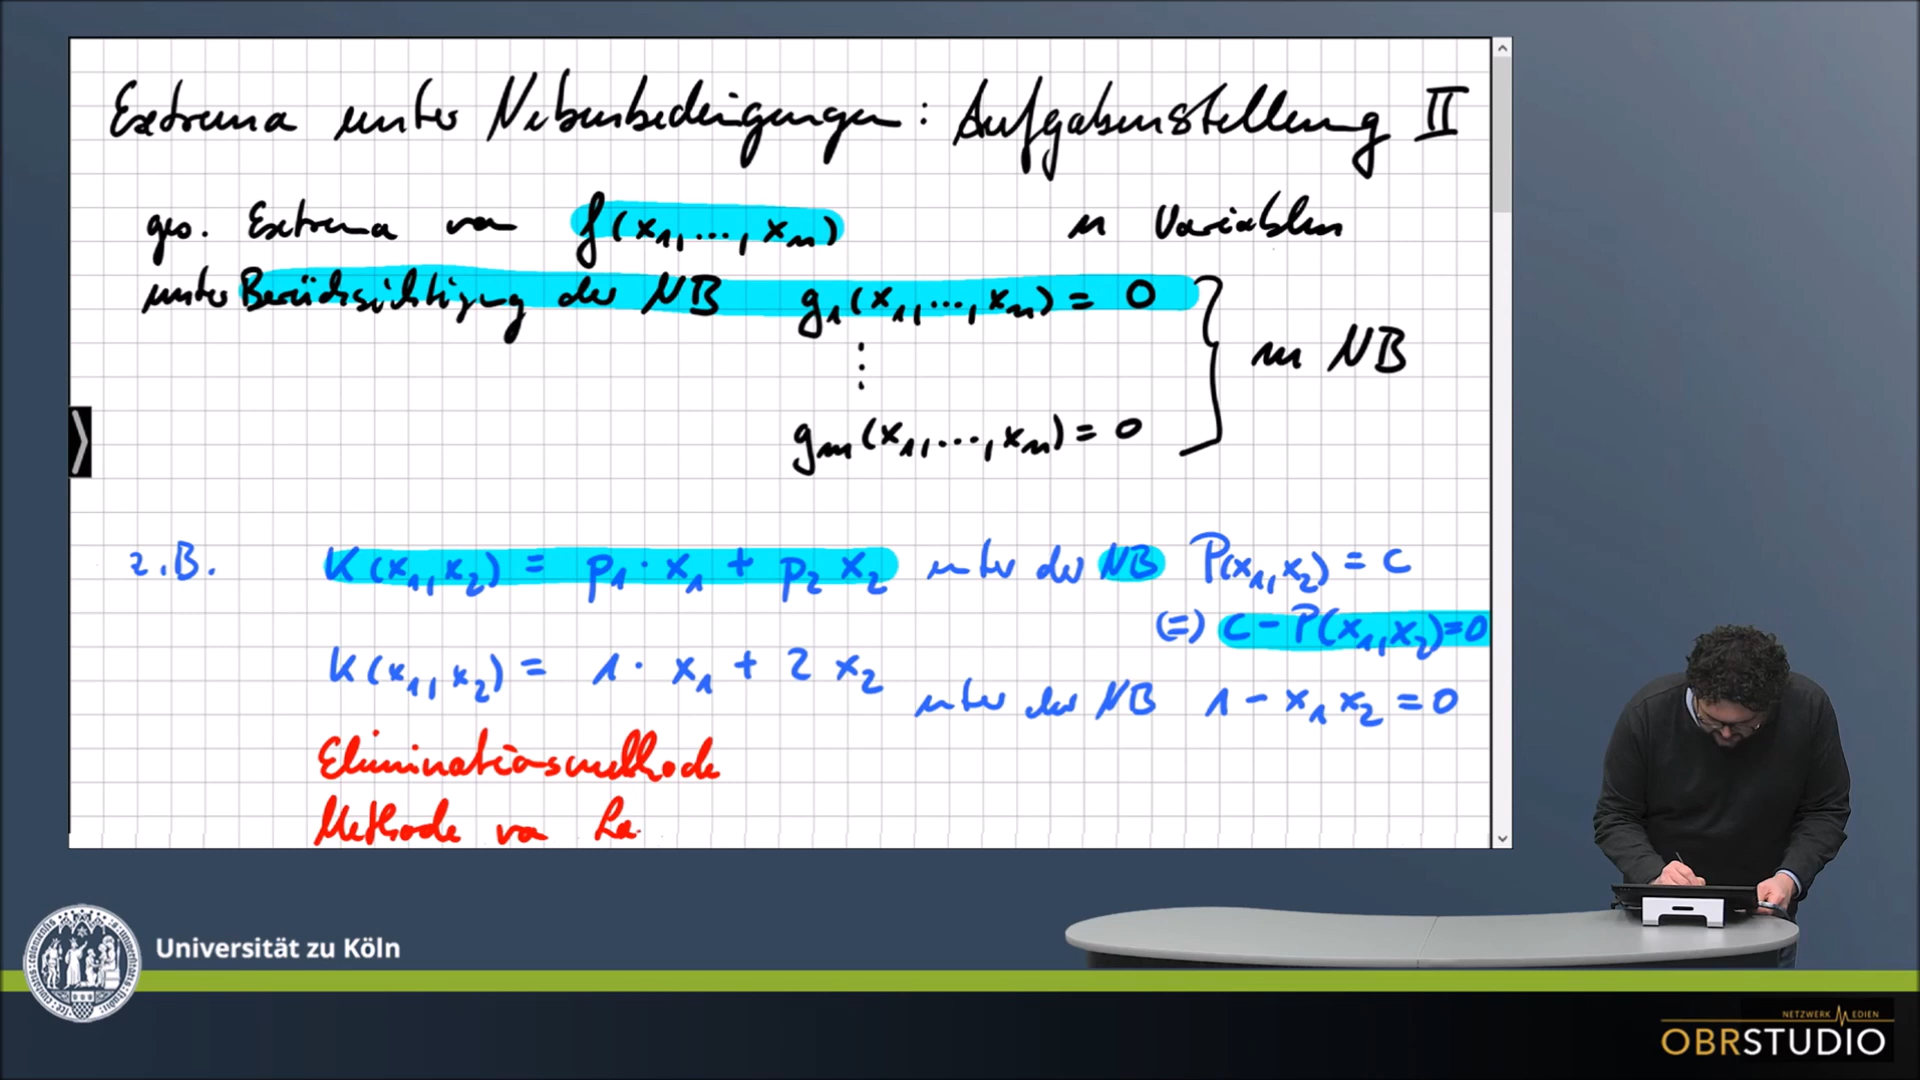 Extrema unter Nebenbedingungen: Aufgabenstellung II
ges. Extrema von f(x₁,...,xₙ) n Variablen
unter Berücksichtigung der NB g₁(x₁,...,xₙ) = 0
⋮
m NB
gₘ(x₁,...,xₙ) = 0
z.B. K(x₁,x₂) = p₁·x₁ + p₂ x₂ unter der NB P(x₁,x₂) = c
(=) c - P(x₁,x₂)=0
K(x₁,x₂) = 1·x₁ + 2 x₂ unter der NB 1 - x₁ x₂ = 0
Eliminationsmethode
Methode von La
Universität zu Köln
NETZWERK MEDIEN
OBRSTUDIO